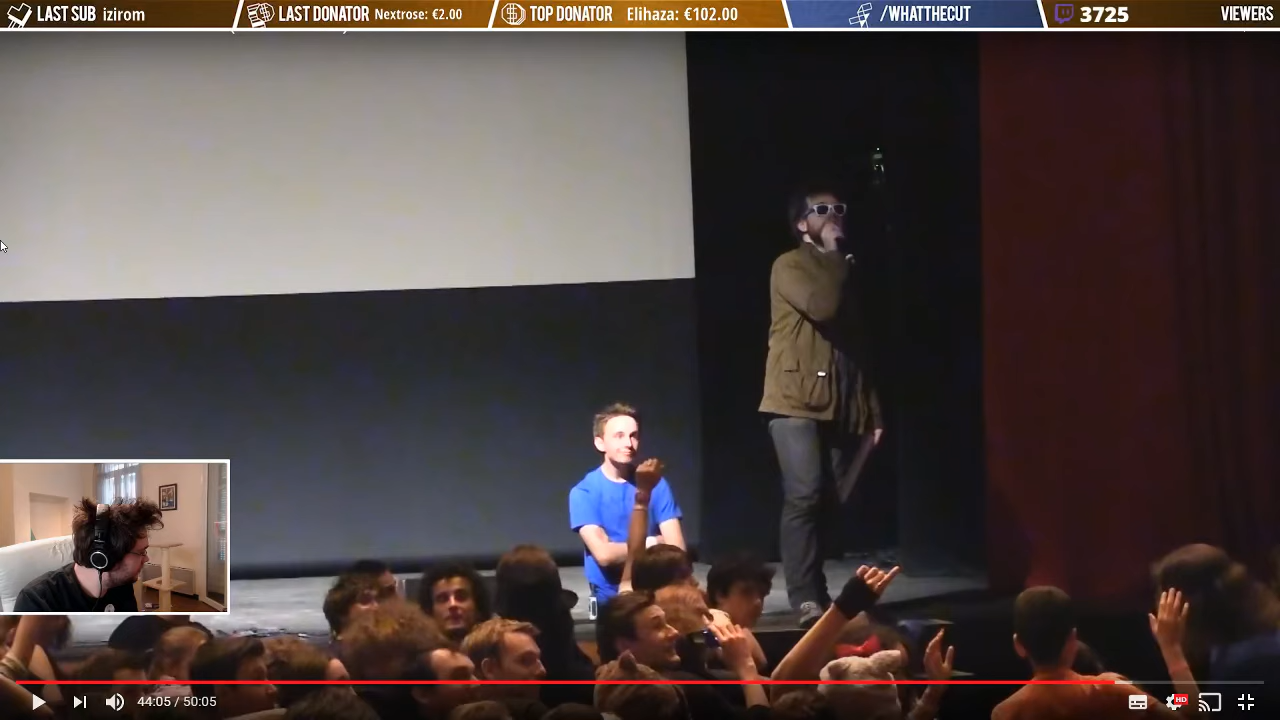 LAST SUB izirom
LAST DONATOR Nextrose: €2.00
TOP DONATOR Elihaza: €102.00
/WHATTHECUT
3725 VIEWERS
44:05 / 50:05
HD